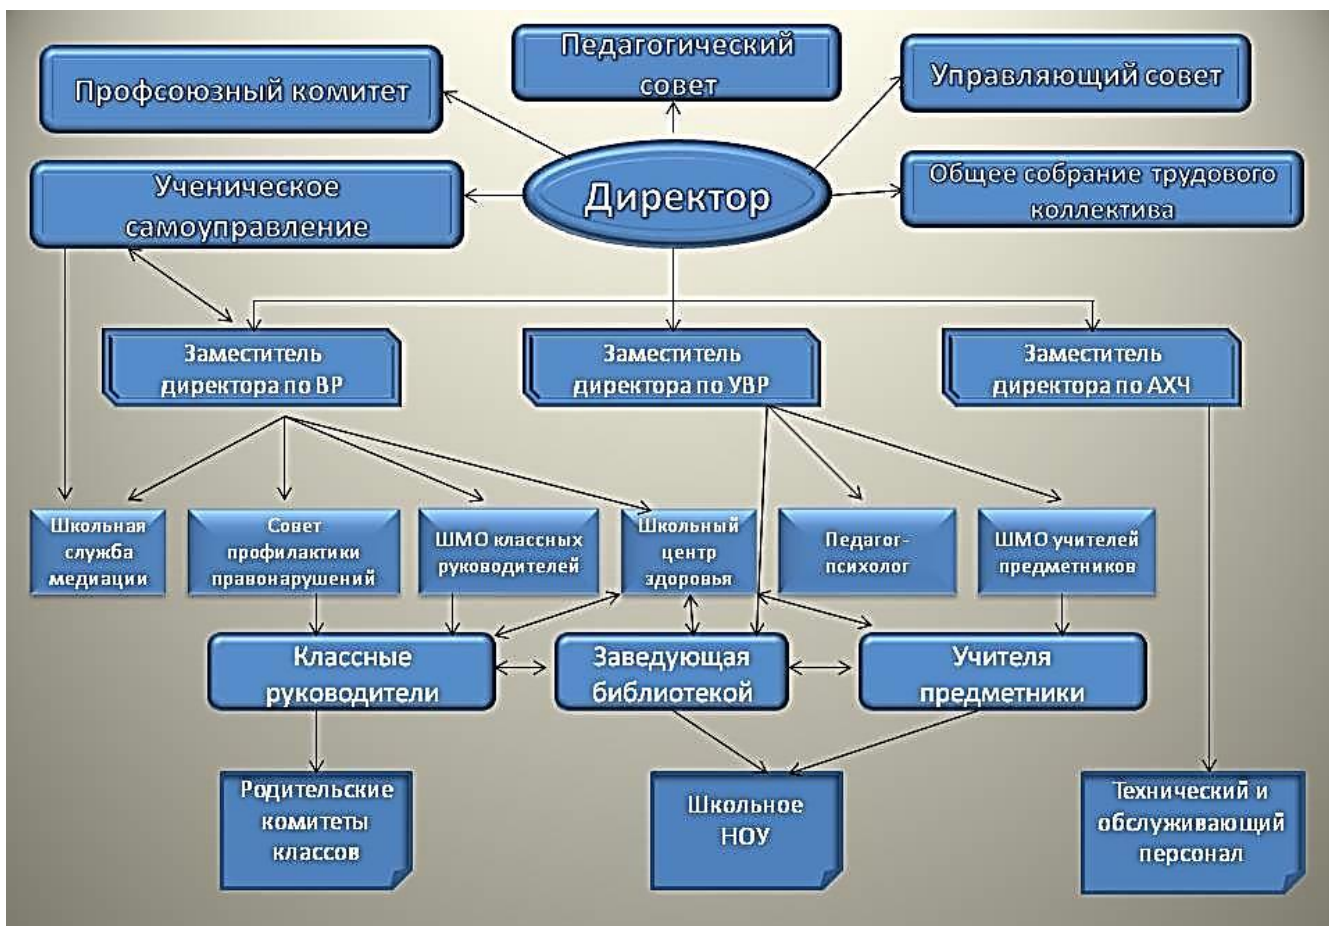 Педагогический
совет
Профсоюзный комитет
Управляющий совет
Ученическое
самоуправление
Директор
Общее собрание трудового
коллектива
Заместитель
директора по ВР
Заместитель
директора по УВР
Заместитель
директора по АХЧ
Школьная
служба
медиации
Совет
профилактики
правонарушений
ШМО классных
руководителей
Школьный
центр
здоровья
Педагог-
психолог
ШМО учителей
предметников
Классные
руководители
Заведующая
библиотекой
Учителя
предметники
Родительские
комитеты
классов
Школьное
НОУ
Технический и
обслуживающий
персонал